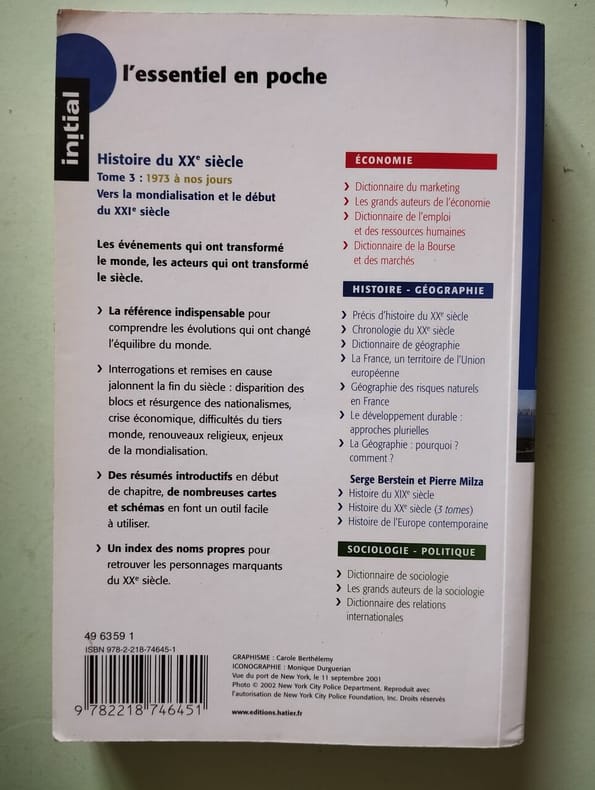 initial
l'essentiel en poche
Histoire du XXe siècle
Tome 3 : 1973 à nos jours
Vers la mondialisation et le début
du XXIe siècle
Les événements qui ont transformé
le monde, les acteurs qui ont transformé
le siècle.
› La référence indispensable pour
comprendre les évolutions qui ont changé
l'équilibre du monde.
› Interrogations et remises en cause
jalonnent la fin du siècle : disparition des
blocs et résurgence des nationalismes,
crise économique, difficultés du tiers
monde, renouveaux religieux, enjeux
de la mondialisation.
› Des résumés introductifs en début
de chapitre, de nombreuses cartes
et schémas en font un outil facile
à utiliser.
› Un index des noms propres pour
retrouver les personnages marquants
du XXe siècle.
ÉCONOMIE
› Dictionnaire du marketing
› Les grands auteurs de l'économie
› Dictionnaire de l'emploi
et des ressources humaines
› Dictionnaire de la Bourse
et des marchés
HISTOIRE - GÉOGRAPHIE
› Précis d'histoire du XXe siècle
› Chronologie du XXe siècle
› Dictionnaire de géographie
› La France, un territoire de l'Union
européenne
› Géographie des risques naturels
en France
› Le développement durable :
approches plurielles
› La Géographie : pourquoi ?
comment ?
Serge Berstein et Pierre Milza
› Histoire du XIXe siècle
› Histoire du XXe siècle (3 tomes)
› Histoire de l'Europe contemporaine
SOCIOLOGIE - POLITIQUE
› Dictionnaire de sociologie
› Les grands auteurs de la sociologie
› Dictionnaire des relations
internationales
49 6359 1
ISBN 978-2-218-74645-1
9 782218 746451
GRAPHISME : Carole Berthélemy
ICONOGRAPHIE : Monique Durguerian
Vue du port de New York, le 11 septembre 2001
Photo © 2002 New York City Police Department. Reproduit avec
l'autorisation de New York City Police Foundation, Inc. Droits réservés
www.editions.hatier.fr